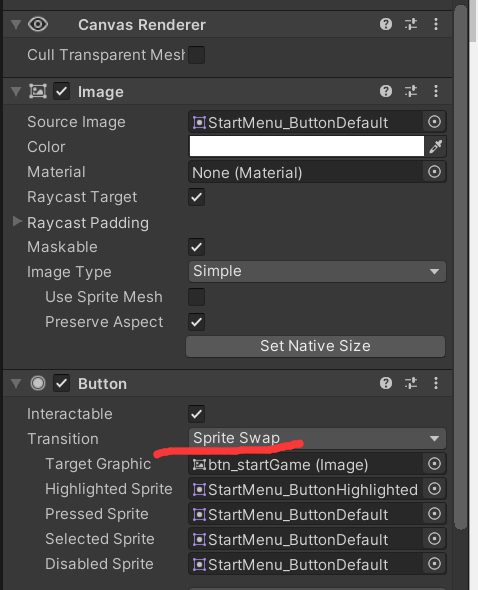 Canvas Renderer
Cull Transparent Mesh
Image
Source Image StartMenu_ButtonDefault
Color
Material None (Material)
Raycast Target
Raycast Padding
Maskable
Image Type Simple
Use Sprite Mesh
Preserve Aspect
Set Native Size
Button
Interactable
Transition Sprite Swap
Target Graphic btn_startGame (Image)
Highlighted Sprite StartMenu_ButtonHighlighted
Pressed Sprite StartMenu_ButtonDefault
Selected Sprite StartMenu_ButtonDefault
Disabled Sprite StartMenu_ButtonDefault